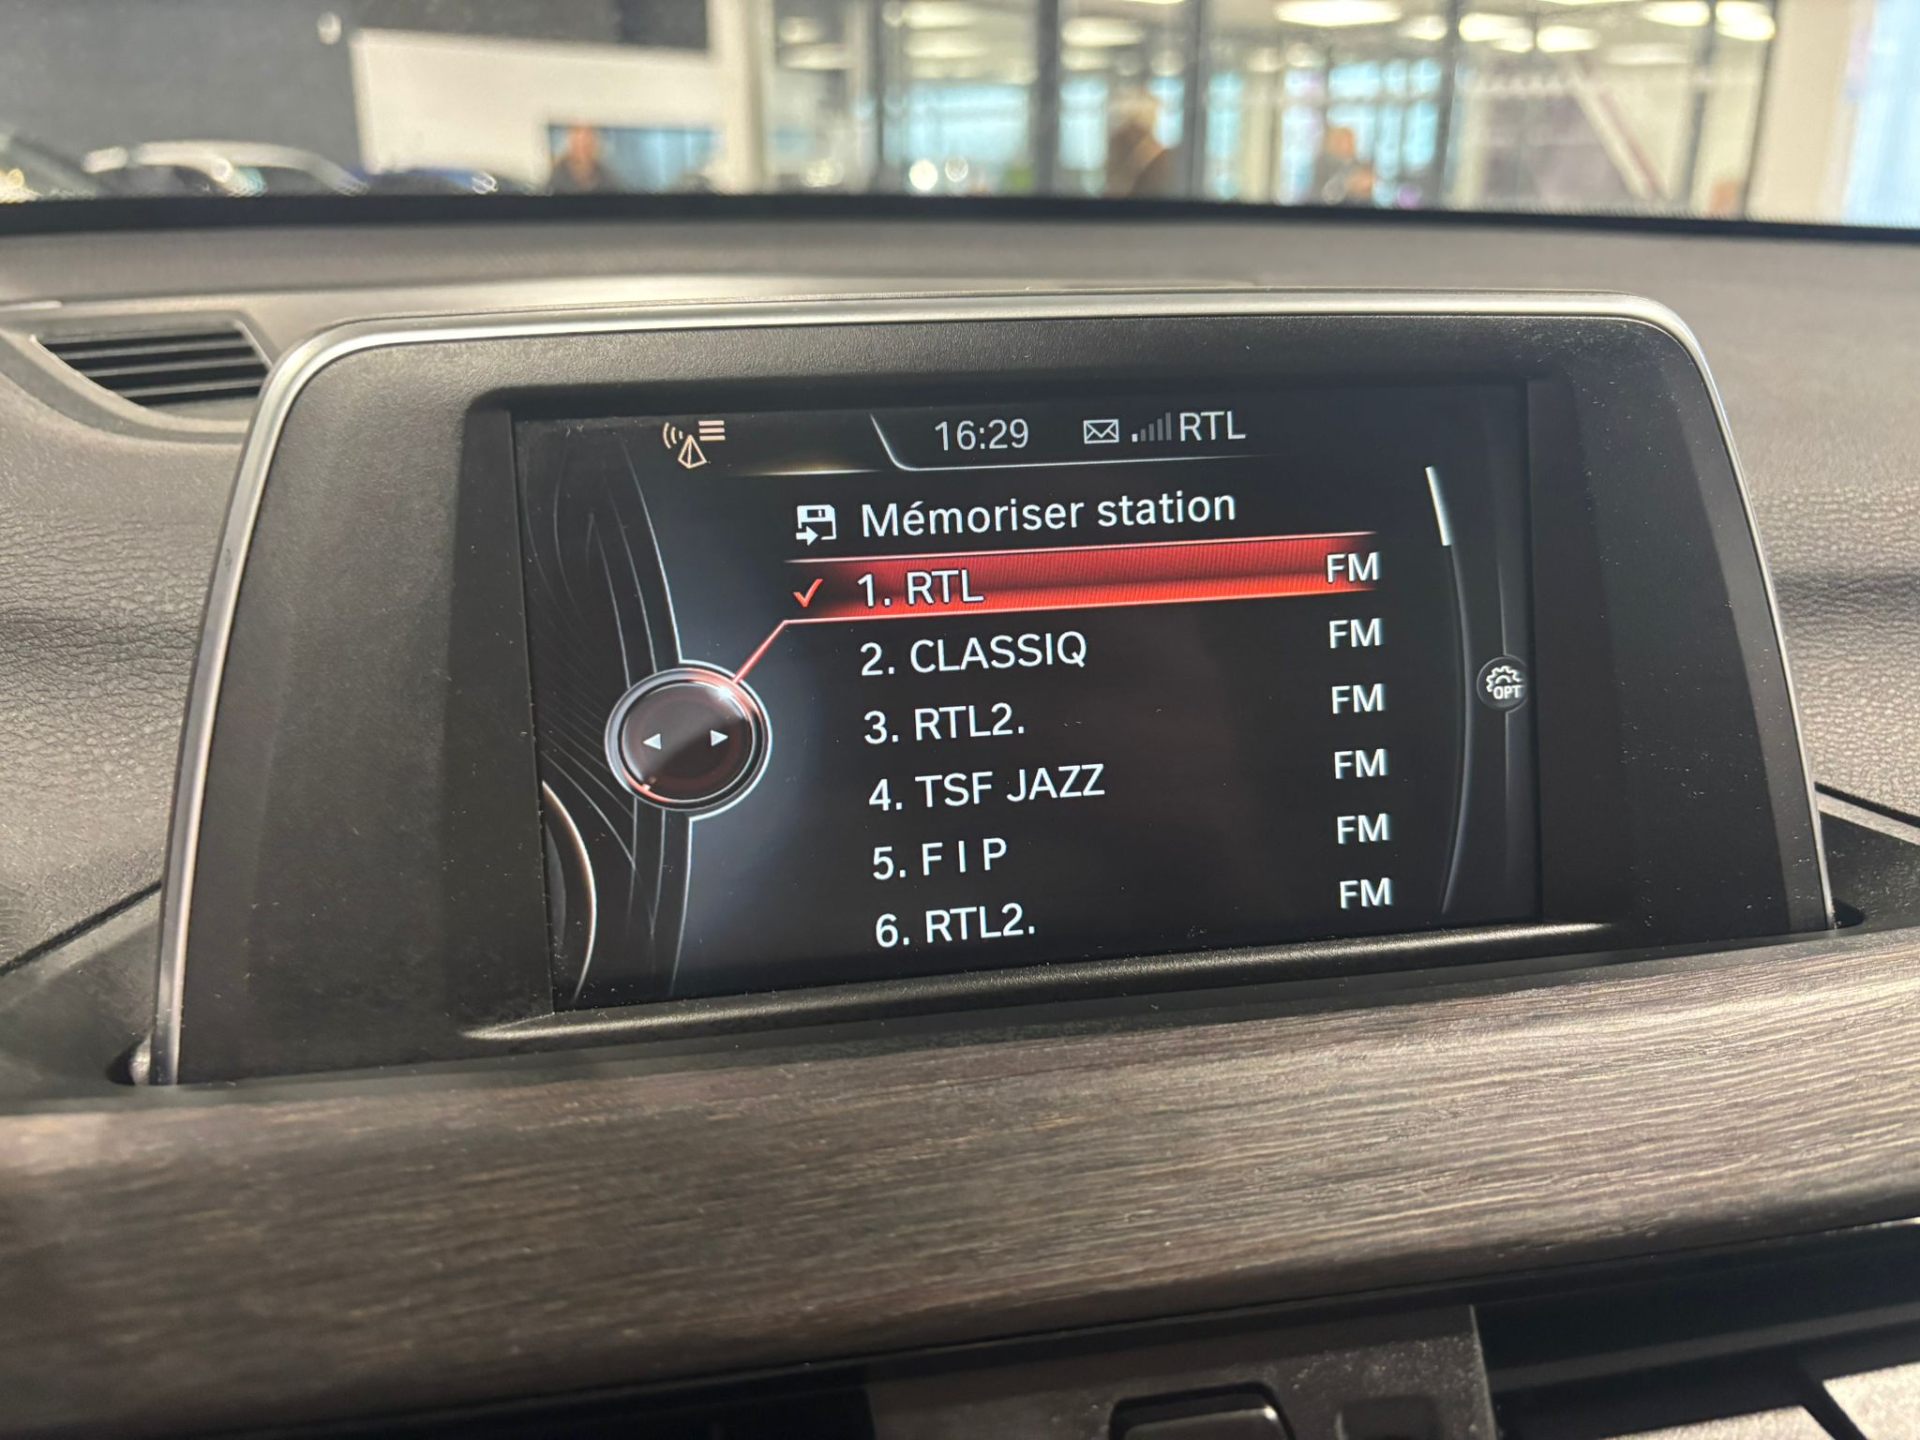 16:29 RTL
Mémoriser station
1. RTL FM
2. CLASSIQ FM
3. RTL2. FM
OPT
4. TSF JAZZ FM
5. F I P FM
6. RTL2. FM